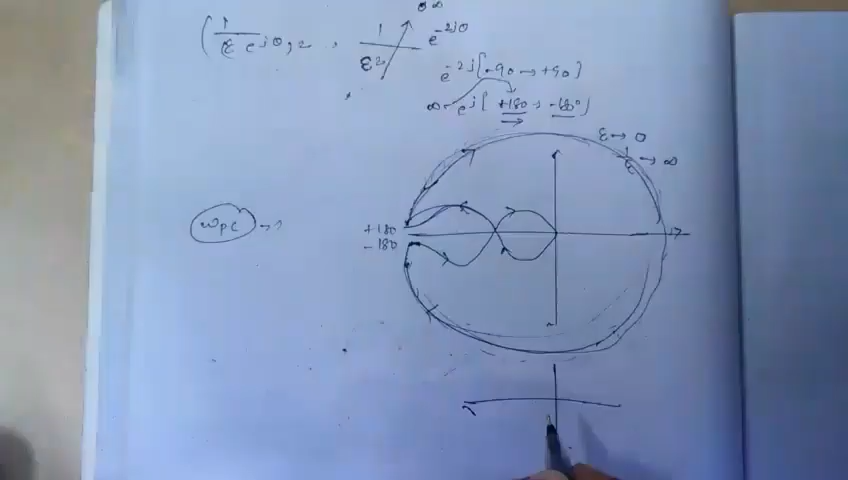 ( 1/(ε e^jθ)^2 , 1/ε2 e^-2jθ
∞
e^-2j[-90 → +90]
∞ e^j[+180 → -180]
ε → 0
1/ε → ∞
ωpc →
+180
-180